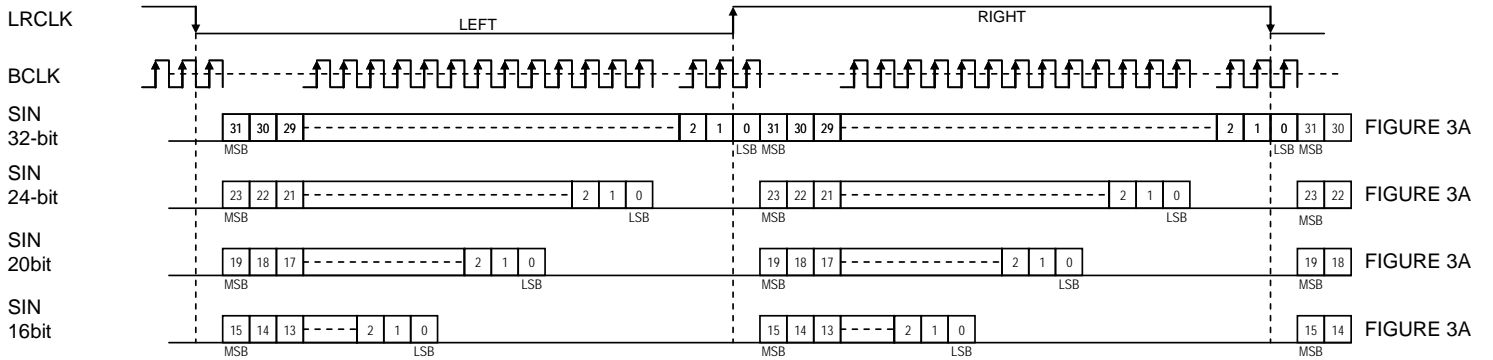 LRCLK
LEFT
RIGHT
BCLK
SIN
32-bit
31 30 29 2 1 0 31 30 29 2 1 0 31 30
MSB LSB MSB LSB MSB
FIGURE 3A
SIN
24-bit
23 22 21 2 1 0 23 22 21 2 1 0 23 22
MSB LSB MSB LSB MSB
FIGURE 3A
SIN
20bit
19 18 17 2 1 0 19 18 17 2 1 0 19 18
MSB LSB MSB LSB MSB
FIGURE 3A
SIN
16bit
15 14 13 2 1 0 15 14 13 2 1 0 15 14
MSB LSB MSB LSB MSB
FIGURE 3A